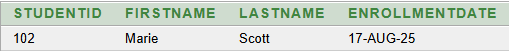 STUDENTID FIRSTNAME LASTNAME ENROLLMENTDATE
102 Marie Scott 17-AUG-25